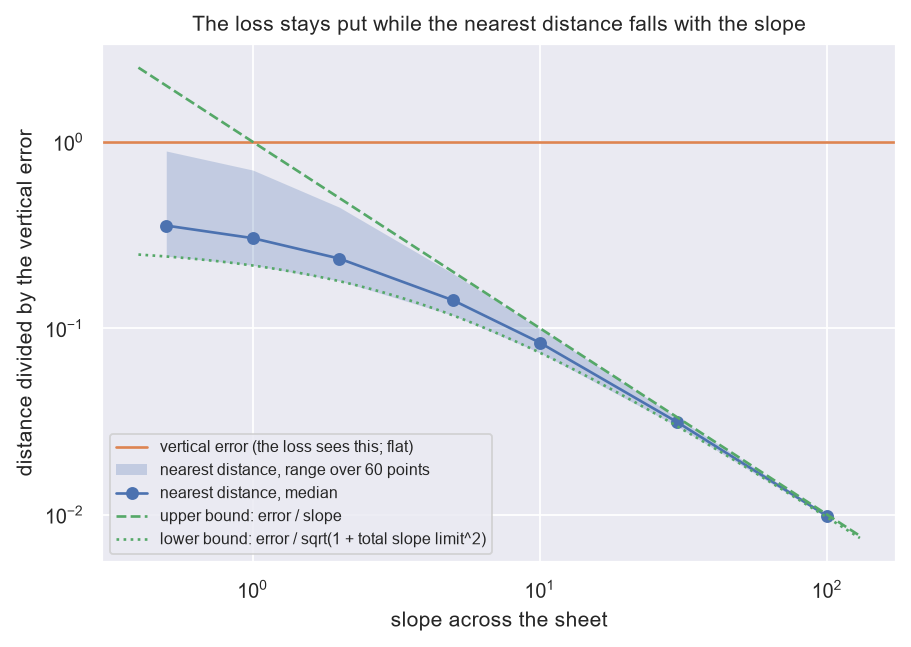 The loss stays put while the nearest distance falls with the slope
distance divided by the vertical error
10^0
10^−1
10^−2
vertical error (the loss sees this; flat)
nearest distance, range over 60 points
nearest distance, median
upper bound: error / slope
lower bound: error / sqrt(1 + total slope limit^2)
10^0
10^1
10^2
slope across the sheet